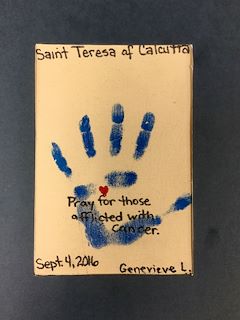 Saint Teresa of Calcutta
Pray for those
afflicted with
cancer.
Sept. 4, 2016
Genevieve L.